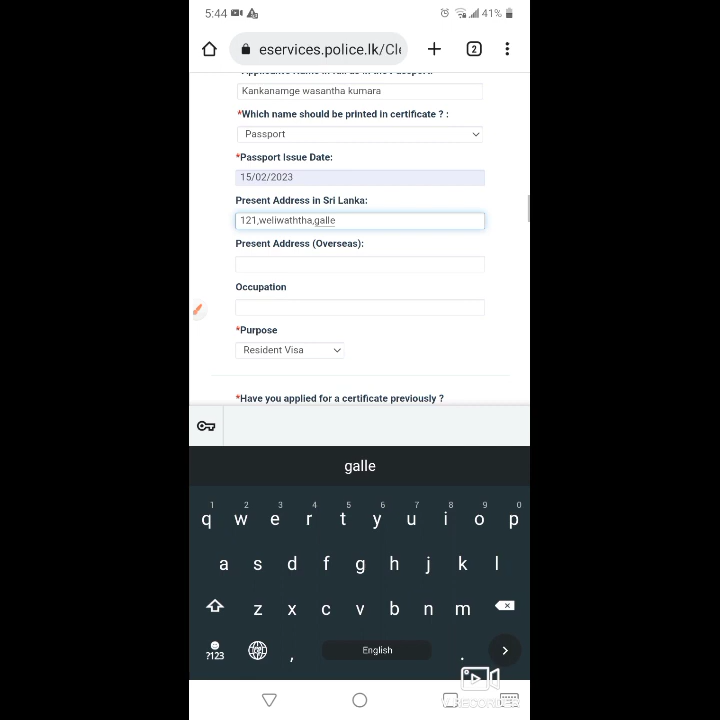 5:44 41%
eservices.police.lk/Cle 2
Kankanamge wasantha kumara
*Which name should be printed in certificate ? :
Passport
*Passport Issue Date:
15/02/2023
Present Address in Sri Lanka:
121,weliwaththa,galle
Present Address (Overseas):
Occupation
*Purpose
Resident Visa
*Have you applied for a certificate previously ?
galle
1 2 3 4 5 6 7 8 9 0
q w e r t y u i o p
a s d f g h j k l
z x c v b n m
?123 , English .
V RECORDER